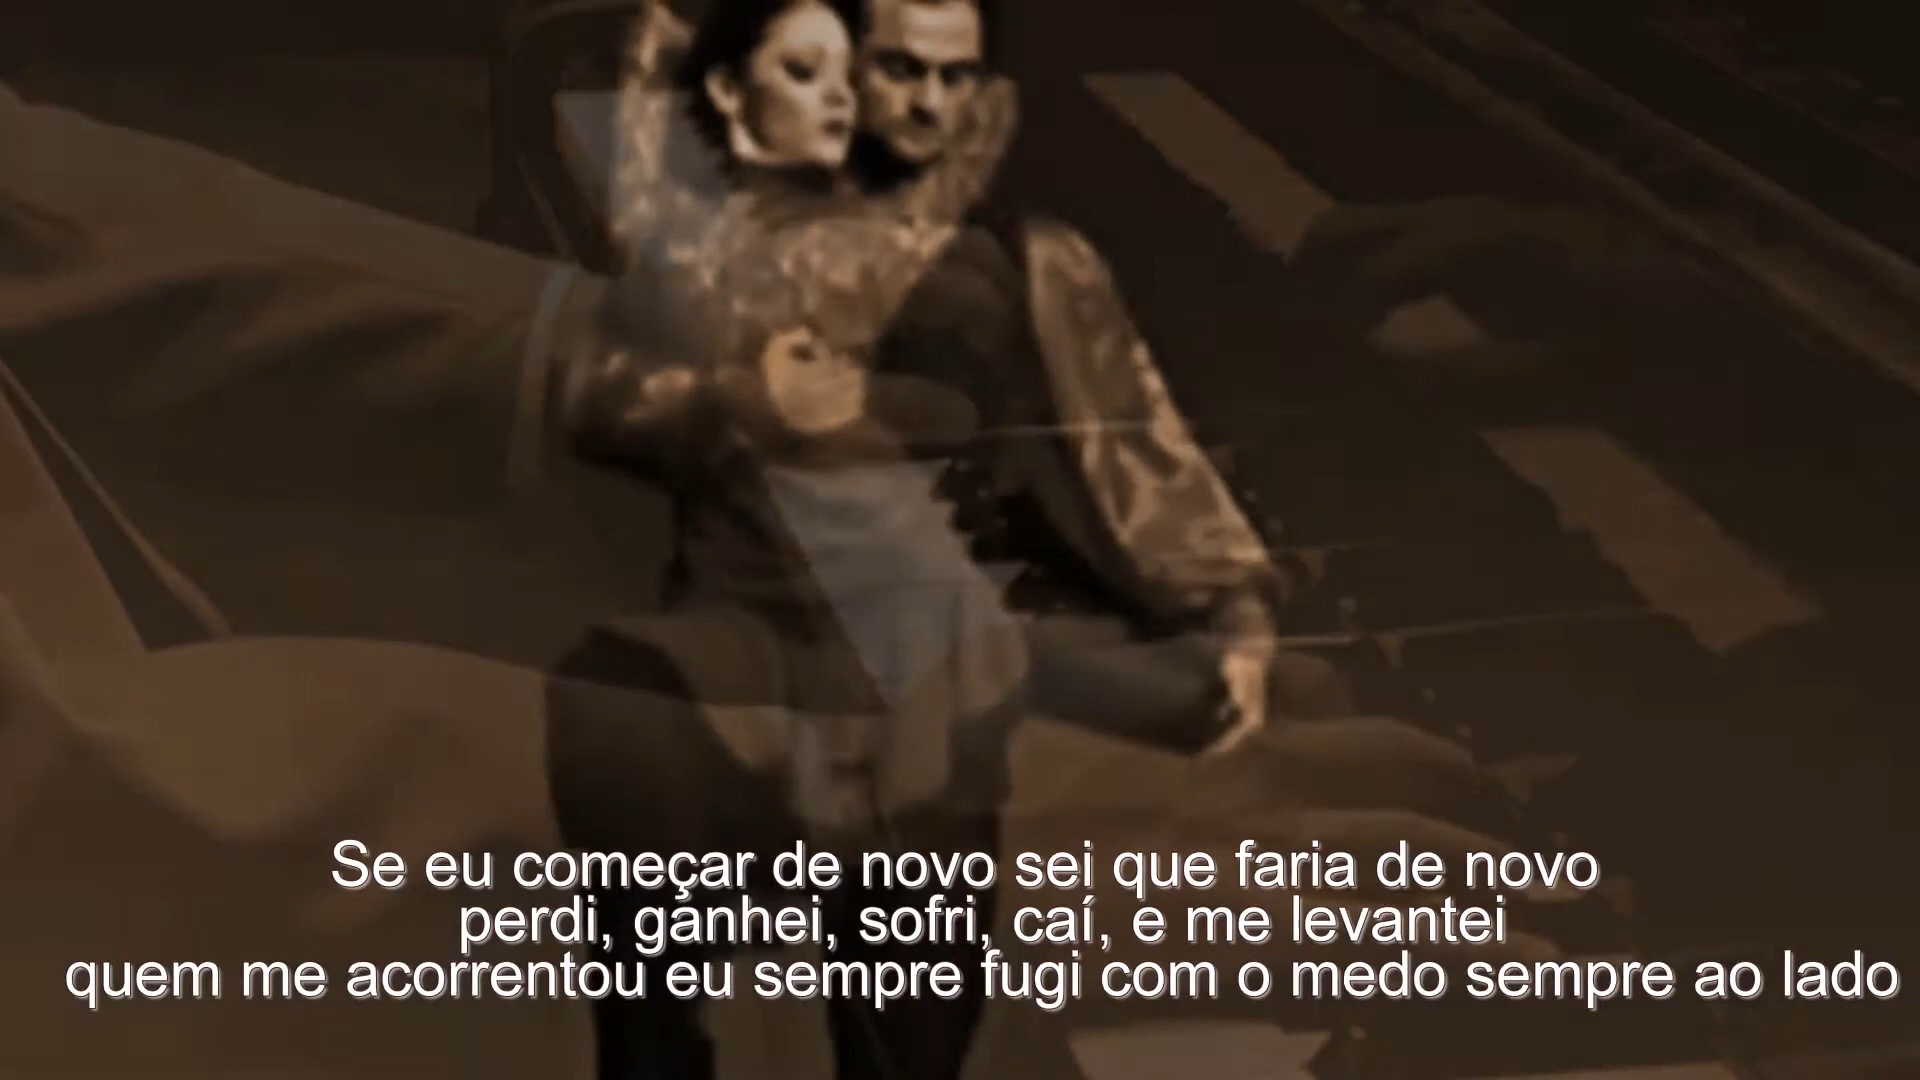 Se eu começar de novo sei que faria de novo
perdi, ganhei, sofri, caí, e me levantei
quem me acorrentou eu sempre fugi com o medo sempre ao lado